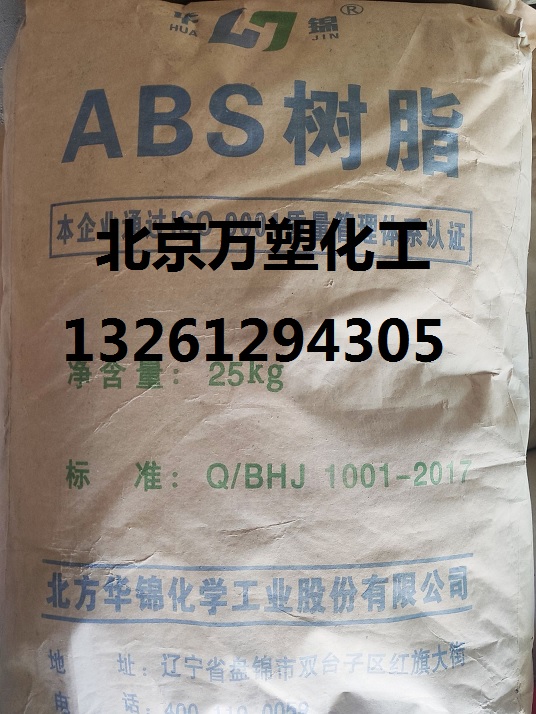 华 锦 ®
HUA JIN
ABS树脂
本企业通过ISO 9001质量管理体系认证
北京万塑化工
13261294305
净含量：25kg
标 准：Q/BHJ 1001-2017
北方华锦化学工业股份有限公司
地 址：辽宁省盘锦市双台子区红旗大街
电 话：400